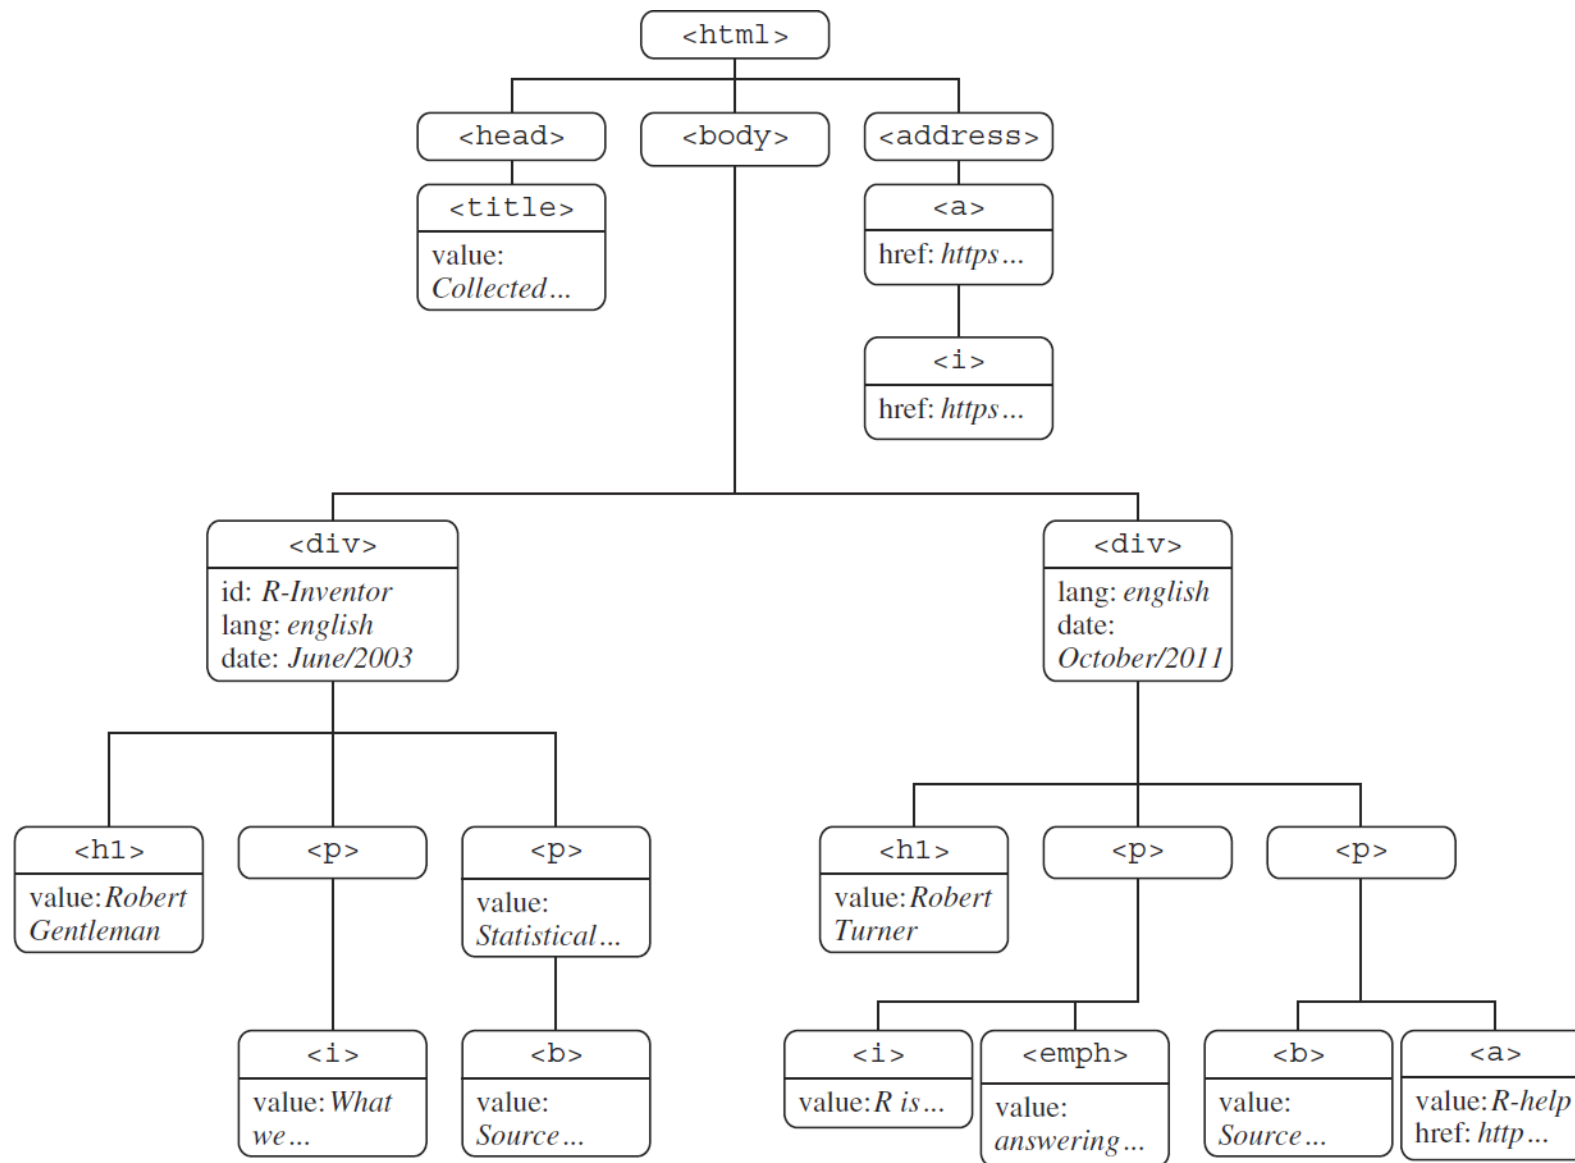 <html>
<head>
<body>
<address>
<title>
value:
Collected...
<a>
href: https...
<i>
href: https...
<div>
id: R-Inventor
lang: english
date: June/2003
<div>
lang: english
date:
October/2011
<h1>
value: Robert
Gentleman
<p>
<p>
value:
Statistical...
<h1>
value: Robert
Turner
<p>
<p>
<i>
value: What
we...
<b>
value:
Source...
<i>
value: R is...
<emph>
value:
answering...
<b>
value:
Source...
<a>
value: R-help
href: http...